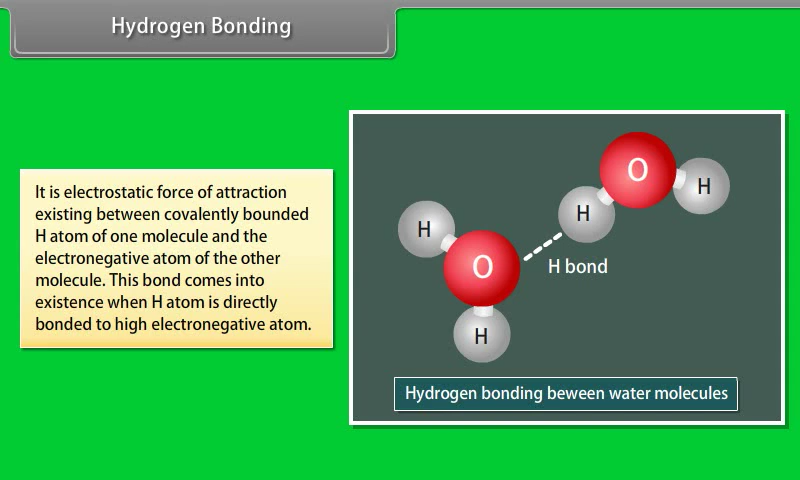 Hydrogen Bonding
It is electrostatic force of attraction
existing between covalently bounded
H atom of one molecule and the
electronegative atom of the other
molecule. This bond comes into
existence when H atom is directly
bonded to high electronegative atom.
O
H
H
H
O
H bond
H
Hydrogen bonding beween water molecules